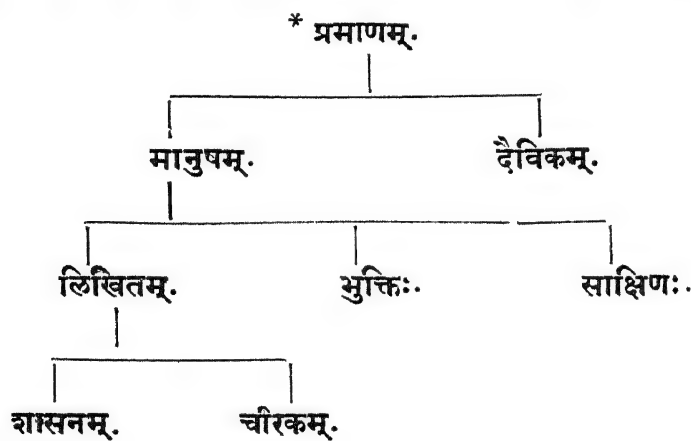 * प्रमाणम्.
मानुषम्. दैविकम्.
लिखितम्. भुक्तिः. साक्षिणः.
शासनम्. चीरकम्.